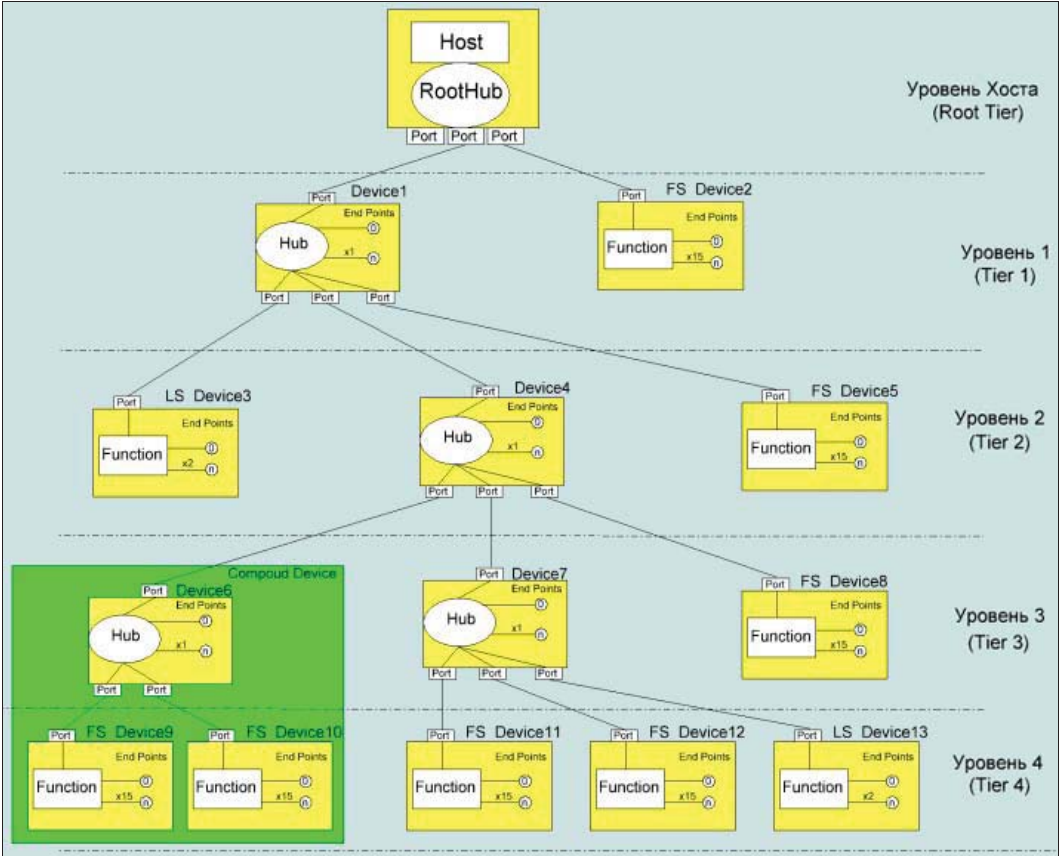 Host
RootHub
Port Port Port
Уровень Хоста
(Root Tier)
Port
Device1
End Points
Hub
0
x1
n
Port Port Port
Port
FS Device2
End Points
Function
0
x15
n
Уровень 1
(Tier 1)
Port
LS Device3
End Points
Function
0
x2
n
Port
Device4
End Points
Hub
0
x1
n
Port Port Port
Port
FS Device5
End Points
Function
0
x15
n
Уровень 2
(Tier 2)
Compoud Device
Port
Device6
End Points
Hub
0
x1
n
Port Port
Port
Device7
End Points
Hub
0
x1
n
Port Port Port
Port
FS Device8
End Points
Function
0
x15
n
Уровень 3
(Tier 3)
Port
FS Device9
End Points
Function
0
x15
n
Port
FS Device10
End Points
Function
0
x15
n
Port
FS Device11
End Points
Function
0
x15
n
Port
FS Device12
End Points
Function
0
x15
n
Port
LS Device13
End Points
Function
0
x2
n
Уровень 4
(Tier 4)